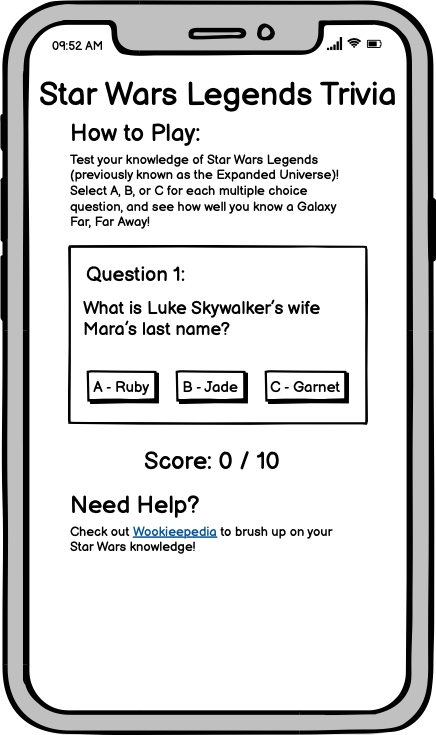 09:52 AM
Star Wars Legends Trivia
How to Play:
Test your knowledge of Star Wars Legends
(previously known as the Expanded Universe)!
Select A, B, or C for each multiple choice
question, and see how well you know a Galaxy
Far, Far Away!
Question 1:
What is Luke Skywalker's wife
Mara's last name?
A - Ruby B - Jade C - Garnet
Score: 0 / 10
Need Help?
Check out Wookieepedia to brush up on your
Star Wars knowledge!